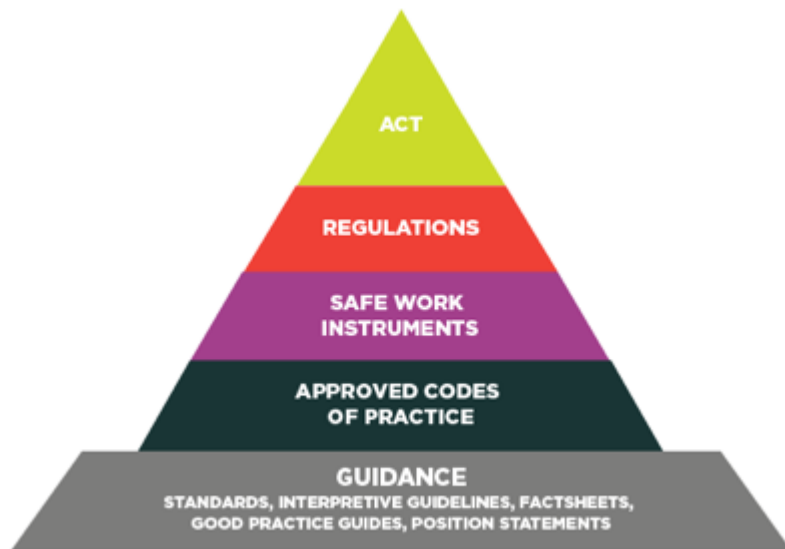 ACT
REGULATIONS
SAFE WORK
INSTRUMENTS
APPROVED CODES
OF PRACTICE
GUIDANCE
STANDARDS, INTERPRETIVE GUIDELINES, FACTSHEETS,
GOOD PRACTICE GUIDES, POSITION STATEMENTS